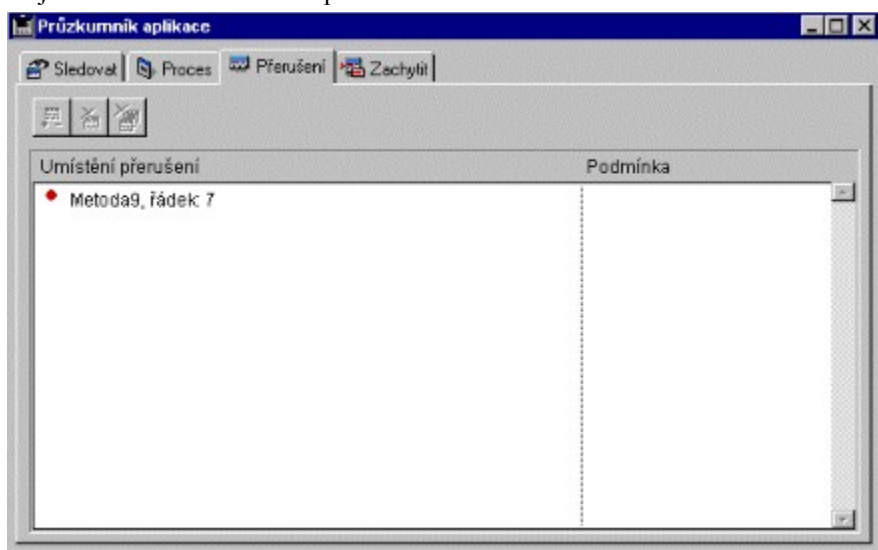 Průzkumník aplikace
Sledovat Proces Přerušení Zachytit
Umístění přerušení Podmínka
Metoda9, řádek: 7